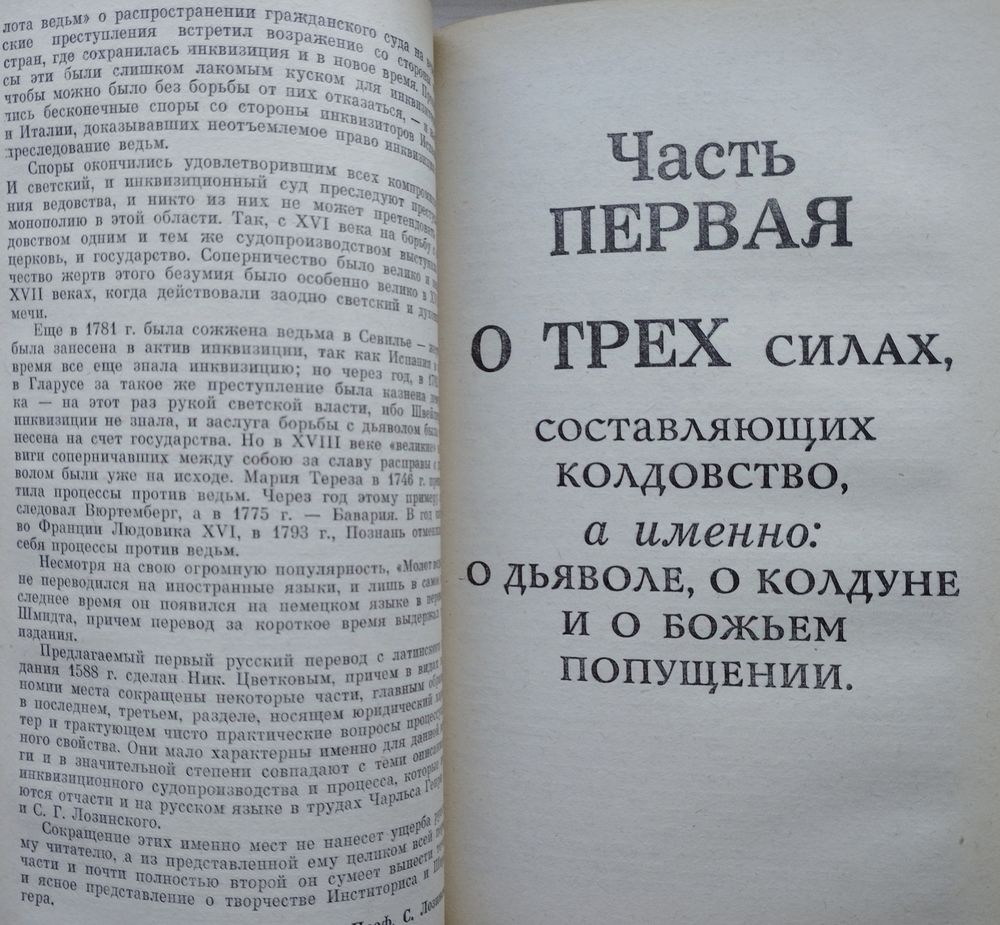 лота ведьм» о распространении гражданского суда на
ские преступления встретил возражение со стороны
стран, где сохранилась инквизиция и в новое время.
сы эти были слишком лакомым куском для
чтобы можно было без борьбы от них отказаться, — и
лись бесконечные споры со стороны инквизиторов
и Италии, доказывавших неотъемлемое право
преследование ведьм.
Споры окончились удовлетворившим всех
И светский, и инквизиционный суд преследуют
ния ведовства, и никто из них не может претендовать
монополию в этой области. Так, с XVI века на борьбу с
довством одним и тем же судопроизводством
церковь, и государство. Соперничество было велико и
чество жертв этого безумия было особенно велико в
XVII веках, когда действовали заодно светский и
мечи.
Еще в 1781 г. была сожжена ведьма в Севилье —
была занесена в актив инквизиции, так как Испания в
время все еще знала инквизицию; но через год, в
в Гларусе за такое же преступление была казнена
ка — на этот раз рукой светской власти, ибо
инквизиции не знала, и заслуга борьбы с дьяволом
несена на счет государства. Но в XVIII веке «великие»
виги соперничавших между собою за славу расправы с
волом были уже на исходе. Мария Тереза в 1746 г.
тила процессы против ведьм. Через год этому примеру
следовал Вюртемберг, а в 1775 г. — Бавария. В год
во Франции Людовика XVI, в 1793 г., Познань
себя процессы против ведьм.
Несмотря на свою огромную популярность, «Молот
не переводился на иностранные языки, и лишь в самое
следнее время он появился на немецком языке в
Шмидта, причем перевод за короткое время выдержал
издания.
Предлагаемый первый русский перевод с латинского
дания 1588 г. сделан Ник. Цветковым, причем в видах
номии места сокращены некоторые части, главным
в последнем, третьем, разделе, носящем юридический
тер и трактующем чисто практические вопросы
ного свойства. Они мало характерны именно для данной
ги и в значительной степени совпадают с теми
инквизиционного судопроизводства и процесса, которые
ются отчасти и на русском языке в трудах Чарльса
и С. Г. Лозинского.
Сокращение этих именно мест не нанесет ущерба
му читателю, а из представленной ему целиком всей
части и почти полностью второй он сумеет вынести
и ясное представление о творчестве Инститориса и
гера.
Проф. С.
Часть
ПЕРВАЯ
О ТРЕХ СИЛАХ,
СОСТАВЛЯЮЩИХ
КОЛДОВСТВО,
а именно:
О ДЬЯВОЛЕ, О КОЛДУНЕ
И О БОЖЬЕМ
ПОПУЩЕНИИ.